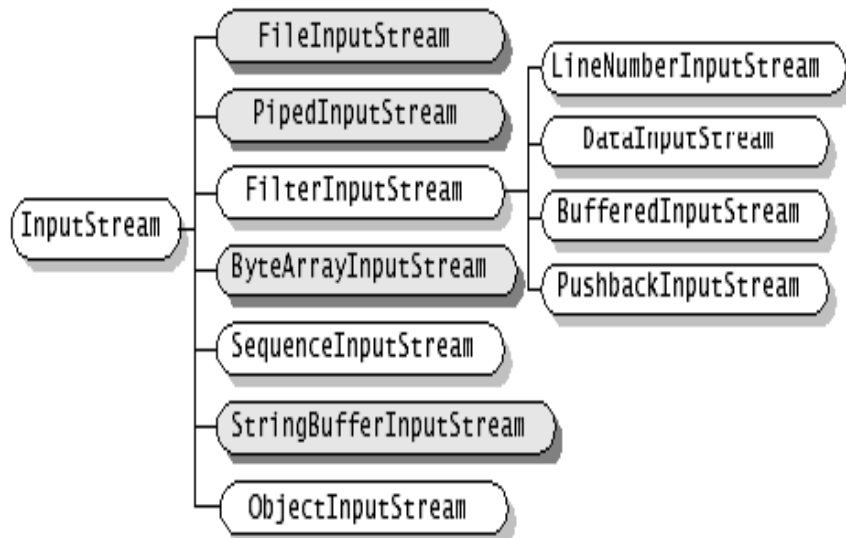 InputStream
FileInputStream
PipedInputStream
FilterInputStream
ByteArrayInputStream
SequenceInputStream
StringBufferInputStream
ObjectInputStream
LineNumberInputStream
DataInputStream
BufferedInputStream
PushbackInputStream